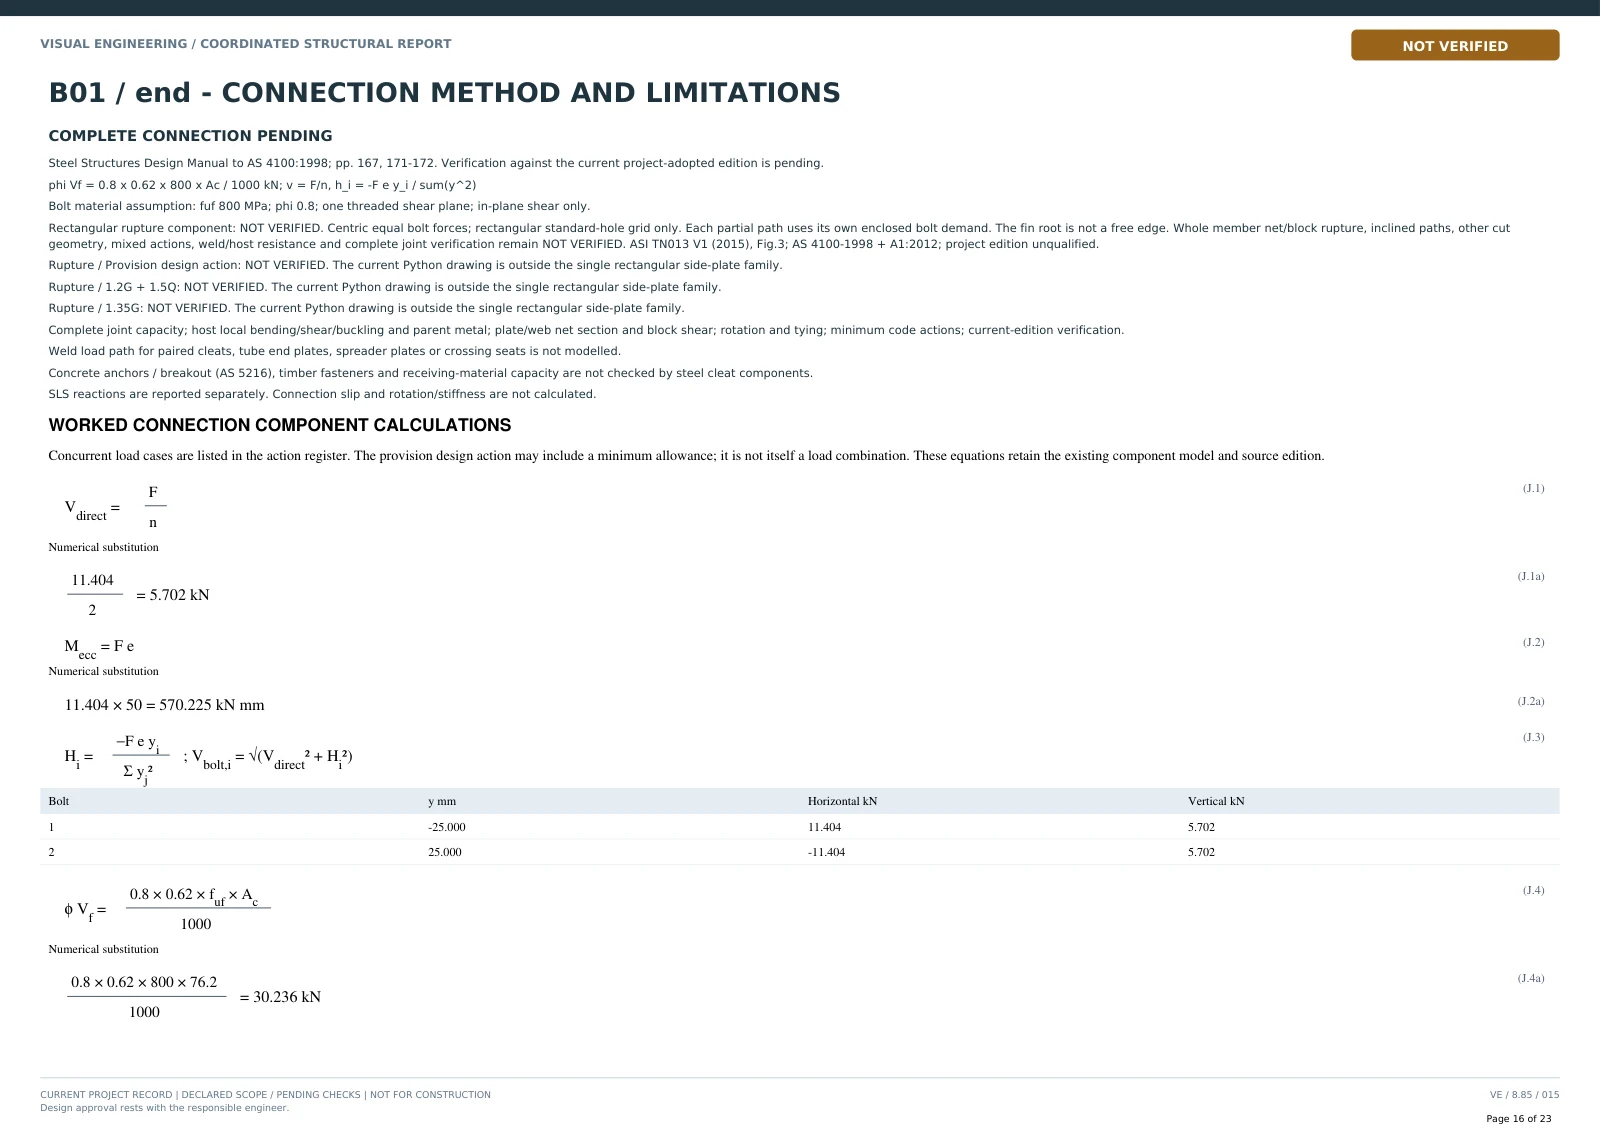 VISUAL ENGINEERING / COORDINATED STRUCTURAL REPORT
NOT VERIFIED
B01 / end - CONNECTION METHOD AND LIMITATIONS
COMPLETE CONNECTION PENDING
Steel Structures Design Manual to AS 4100:1998; pp. 167, 171-172. Verification against the current project-adopted edition is pending.
phi Vf = 0.8 x 0.62 x 800 x Ac / 1000 kN; v = F/n, h_i = -F e y_i / sum(y^2)
Bolt material assumption: fuf 800 MPa; phi 0.8; one threaded shear plane; in-plane shear only.
Rectangular rupture component: NOT VERIFIED. Centric equal bolt forces; rectangular standard-hole grid only. Each partial path uses its own enclosed bolt demand. The fin root is not a free edge. Whole member net/block rupture, inclined paths, other cut
geometry, mixed actions, weld/host resistance and complete joint verification remain NOT VERIFIED. ASI TN013 V1 (2015), Fig.3; AS 4100-1998 + A1:2012; project edition unqualified.
Rupture / Provision design action: NOT VERIFIED. The current Python drawing is outside the single rectangular side-plate family.
Rupture / 1.2G + 1.5Q: NOT VERIFIED. The current Python drawing is outside the single rectangular side-plate family.
Rupture / 1.35G: NOT VERIFIED. The current Python drawing is outside the single rectangular side-plate family.
Complete joint capacity; host local bending/shear/buckling and parent metal; plate/web net section and block shear; rotation and tying; minimum code actions; current-edition verification.
Weld load path for paired cleats, tube end plates, spreader plates or crossing seats is not modelled.
Concrete anchors / breakout (AS 5216), timber fasteners and receiving-material capacity are not checked by steel cleat components.
SLS reactions are reported separately. Connection slip and rotation/stiffness are not calculated.
WORKED CONNECTION COMPONENT CALCULATIONS
Concurrent load cases are listed in the action register. The provision design action may include a minimum allowance; it is not itself a load combination. These equations retain the existing component model and source edition.
F
(J.1)
Vdirect =
n
Numerical substitution
11.404
(J.1a)
= 5.702 kN
2
Mecc = F e
(J.2)
Numerical substitution
11.404 × 50 = 570.225 kN mm
(J.2a)
−F e yi
(J.3)
Hi = ; Vbolt,i = √(Vdirect² + Hi²)
Σ yj²
Bolt y mm Horizontal kN Vertical kN
1 -25.000 11.404 5.702
2 25.000 -11.404 5.702
0.8 × 0.62 × fuf × Ac
(J.4)
ϕ Vf =
1000
Numerical substitution
0.8 × 0.62 × 800 × 76.2
(J.4a)
= 30.236 kN
1000
CURRENT PROJECT RECORD | DECLARED SCOPE / PENDING CHECKS | NOT FOR CONSTRUCTION
VE / 8.85 / 015
Design approval rests with the responsible engineer.
Page 16 of 23